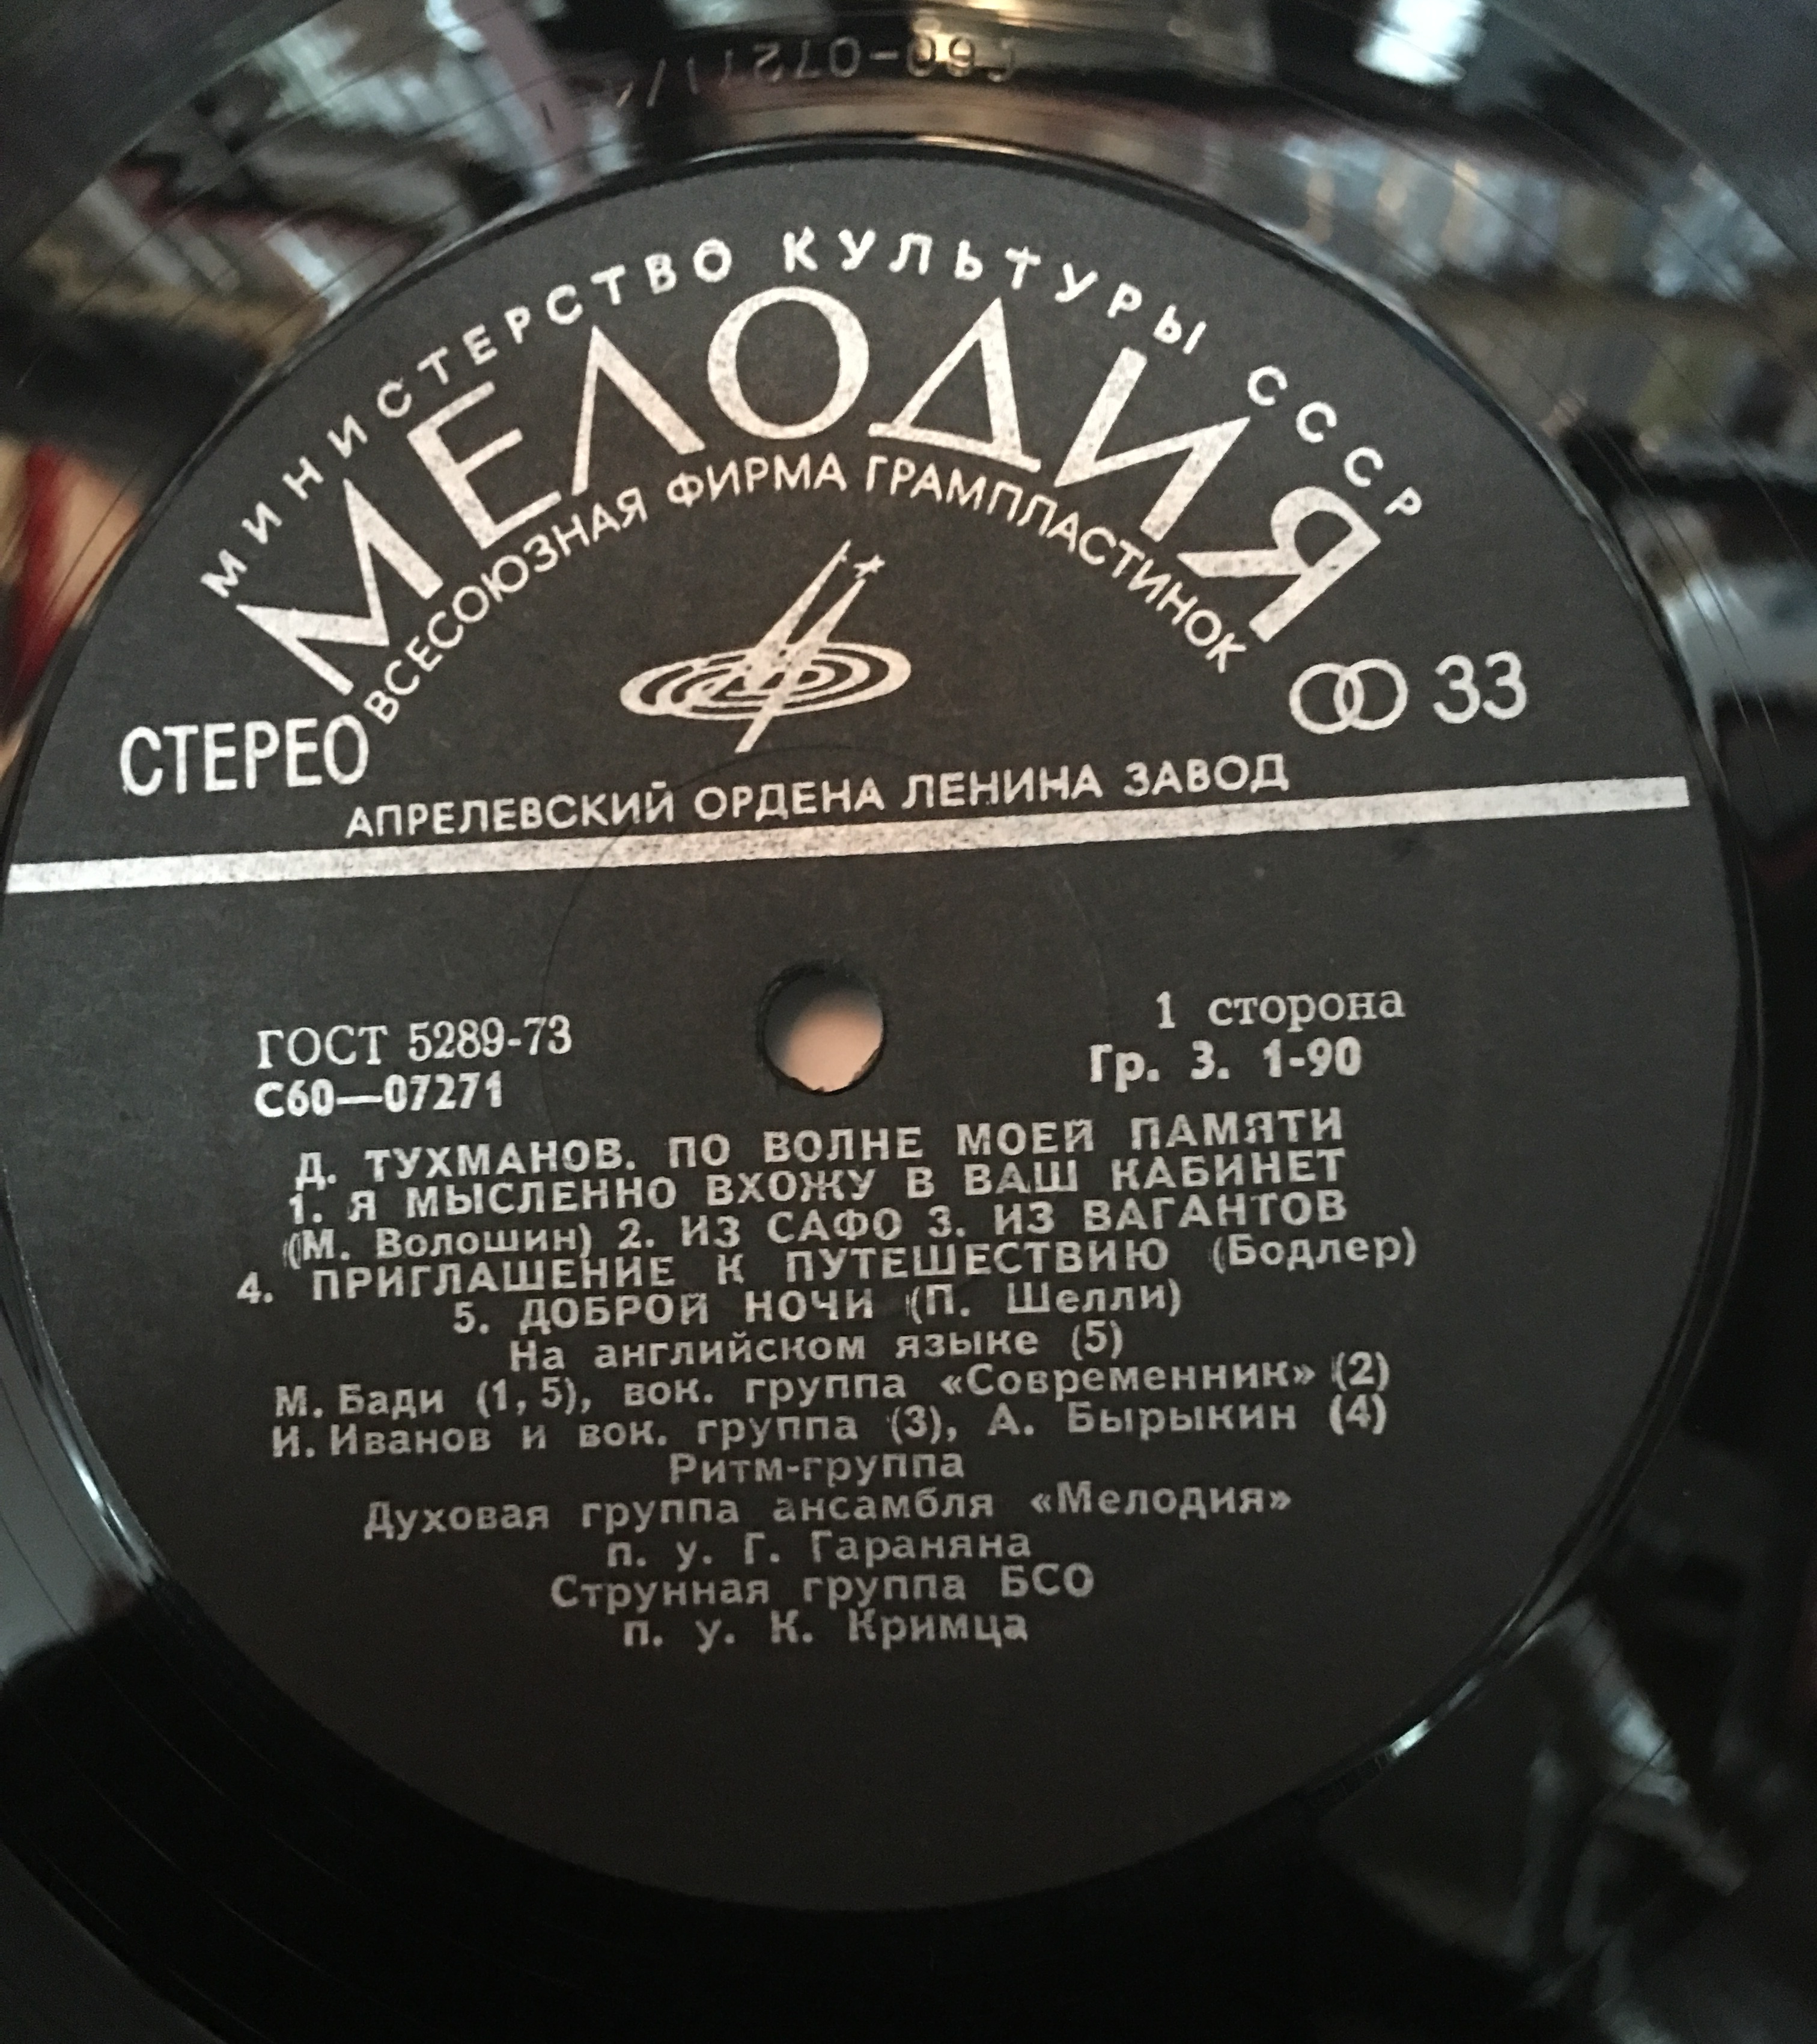 С60-07271/
МИНИСТЕРСТВО КУЛЬТУРЫ СССР
МЕЛОДИЯ
ВСЕСОЮЗНАЯ ФИРМА ГРАМПЛАСТИНОК
СТЕРЕО
33
АПРЕЛЕВСКИЙ ОРДЕНА ЛЕНИНА ЗАВОД
ГОСТ 5289-73
1 сторона
С60—07271
Гр. 3. 1-90
Д. ТУХМАНОВ. ПО ВОЛНЕ МОЕЙ ПАМЯТИ
1. Я МЫСЛЕННО ВХОЖУ В ВАШ КАБИНЕТ
(М. Волошин) 2. ИЗ САФО 3. ИЗ ВАГАНТОВ
4. ПРИГЛАШЕНИЕ К ПУТЕШЕСТВИЮ (Бодлер)
5. ДОБРОЙ НОЧИ (П. Шелли)
На английском языке (5)
М. Бади (1, 5), вок. группа «Современник» (2)
И. Иванов и вок. группа (3), А. Бырыкин (4)
Ритм-группа
Духовая группа ансамбля «Мелодия»
п. у. Г. Гараняна
Струнная группа БСО
п. у. К. Кримца